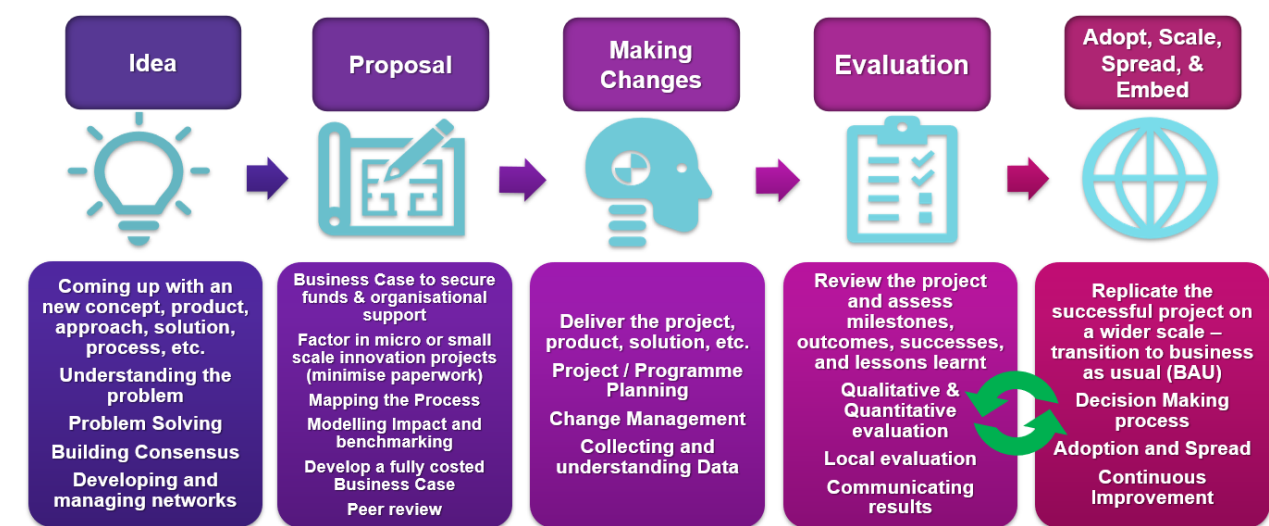 Idea
Proposal
Making
Changes
Evaluation
Adopt, Scale,
Spread, &
Embed
Coming up with an
new concept, product,
approach, solution,
process, etc.
Understanding the
problem
Problem Solving
Building Consensus
Developing and
managing networks
Business Case to secure
funds & organisational
support
Factor in micro or small
scale innovation projects
(minimise paperwork)
Mapping the Process
Modelling Impact and
benchmarking
Develop a fully costed
Business Case
Peer review
Deliver the project,
product, solution, etc.
Project / Programme
Planning
Change Management
Collecting and
understanding Data
Review the project
and assess
milestones,
outcomes, successes,
and lessons learnt
Qualitative &
Quantitative
evaluation
Local evaluation
Communicating
results
Replicate the
successful project on
a wider scale –
transition to business
as usual (BAU)
Decision Making
process
Adoption and Spread
Continuous
Improvement